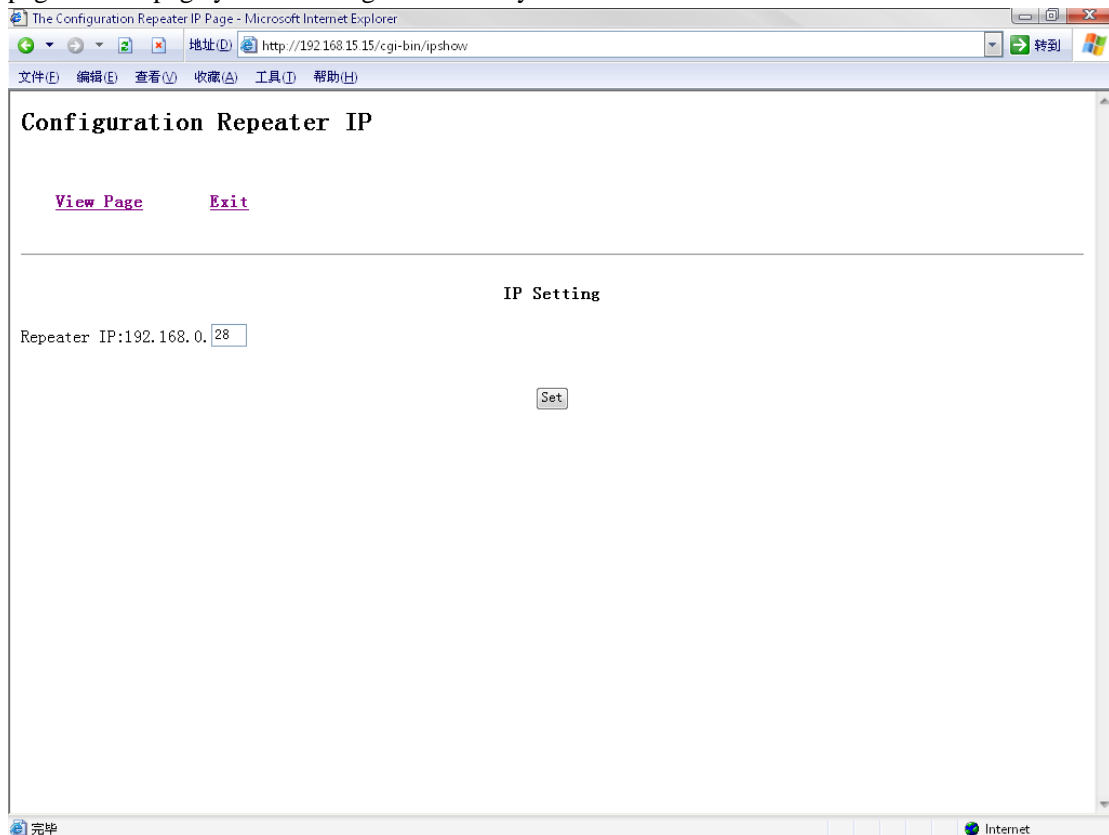 The Configuration Repeater IP Page - Microsoft Internet Explorer
地址(D) http://192.168.15.15/cgi-bin/ipshow 转到
文件(F) 编辑(E) 查看(V) 收藏(A) 工具(T) 帮助(H)
Configuration Repeater IP
View Page Exit
IP Setting
Repeater IP:192.168.0. 28
Set
完毕 Internet